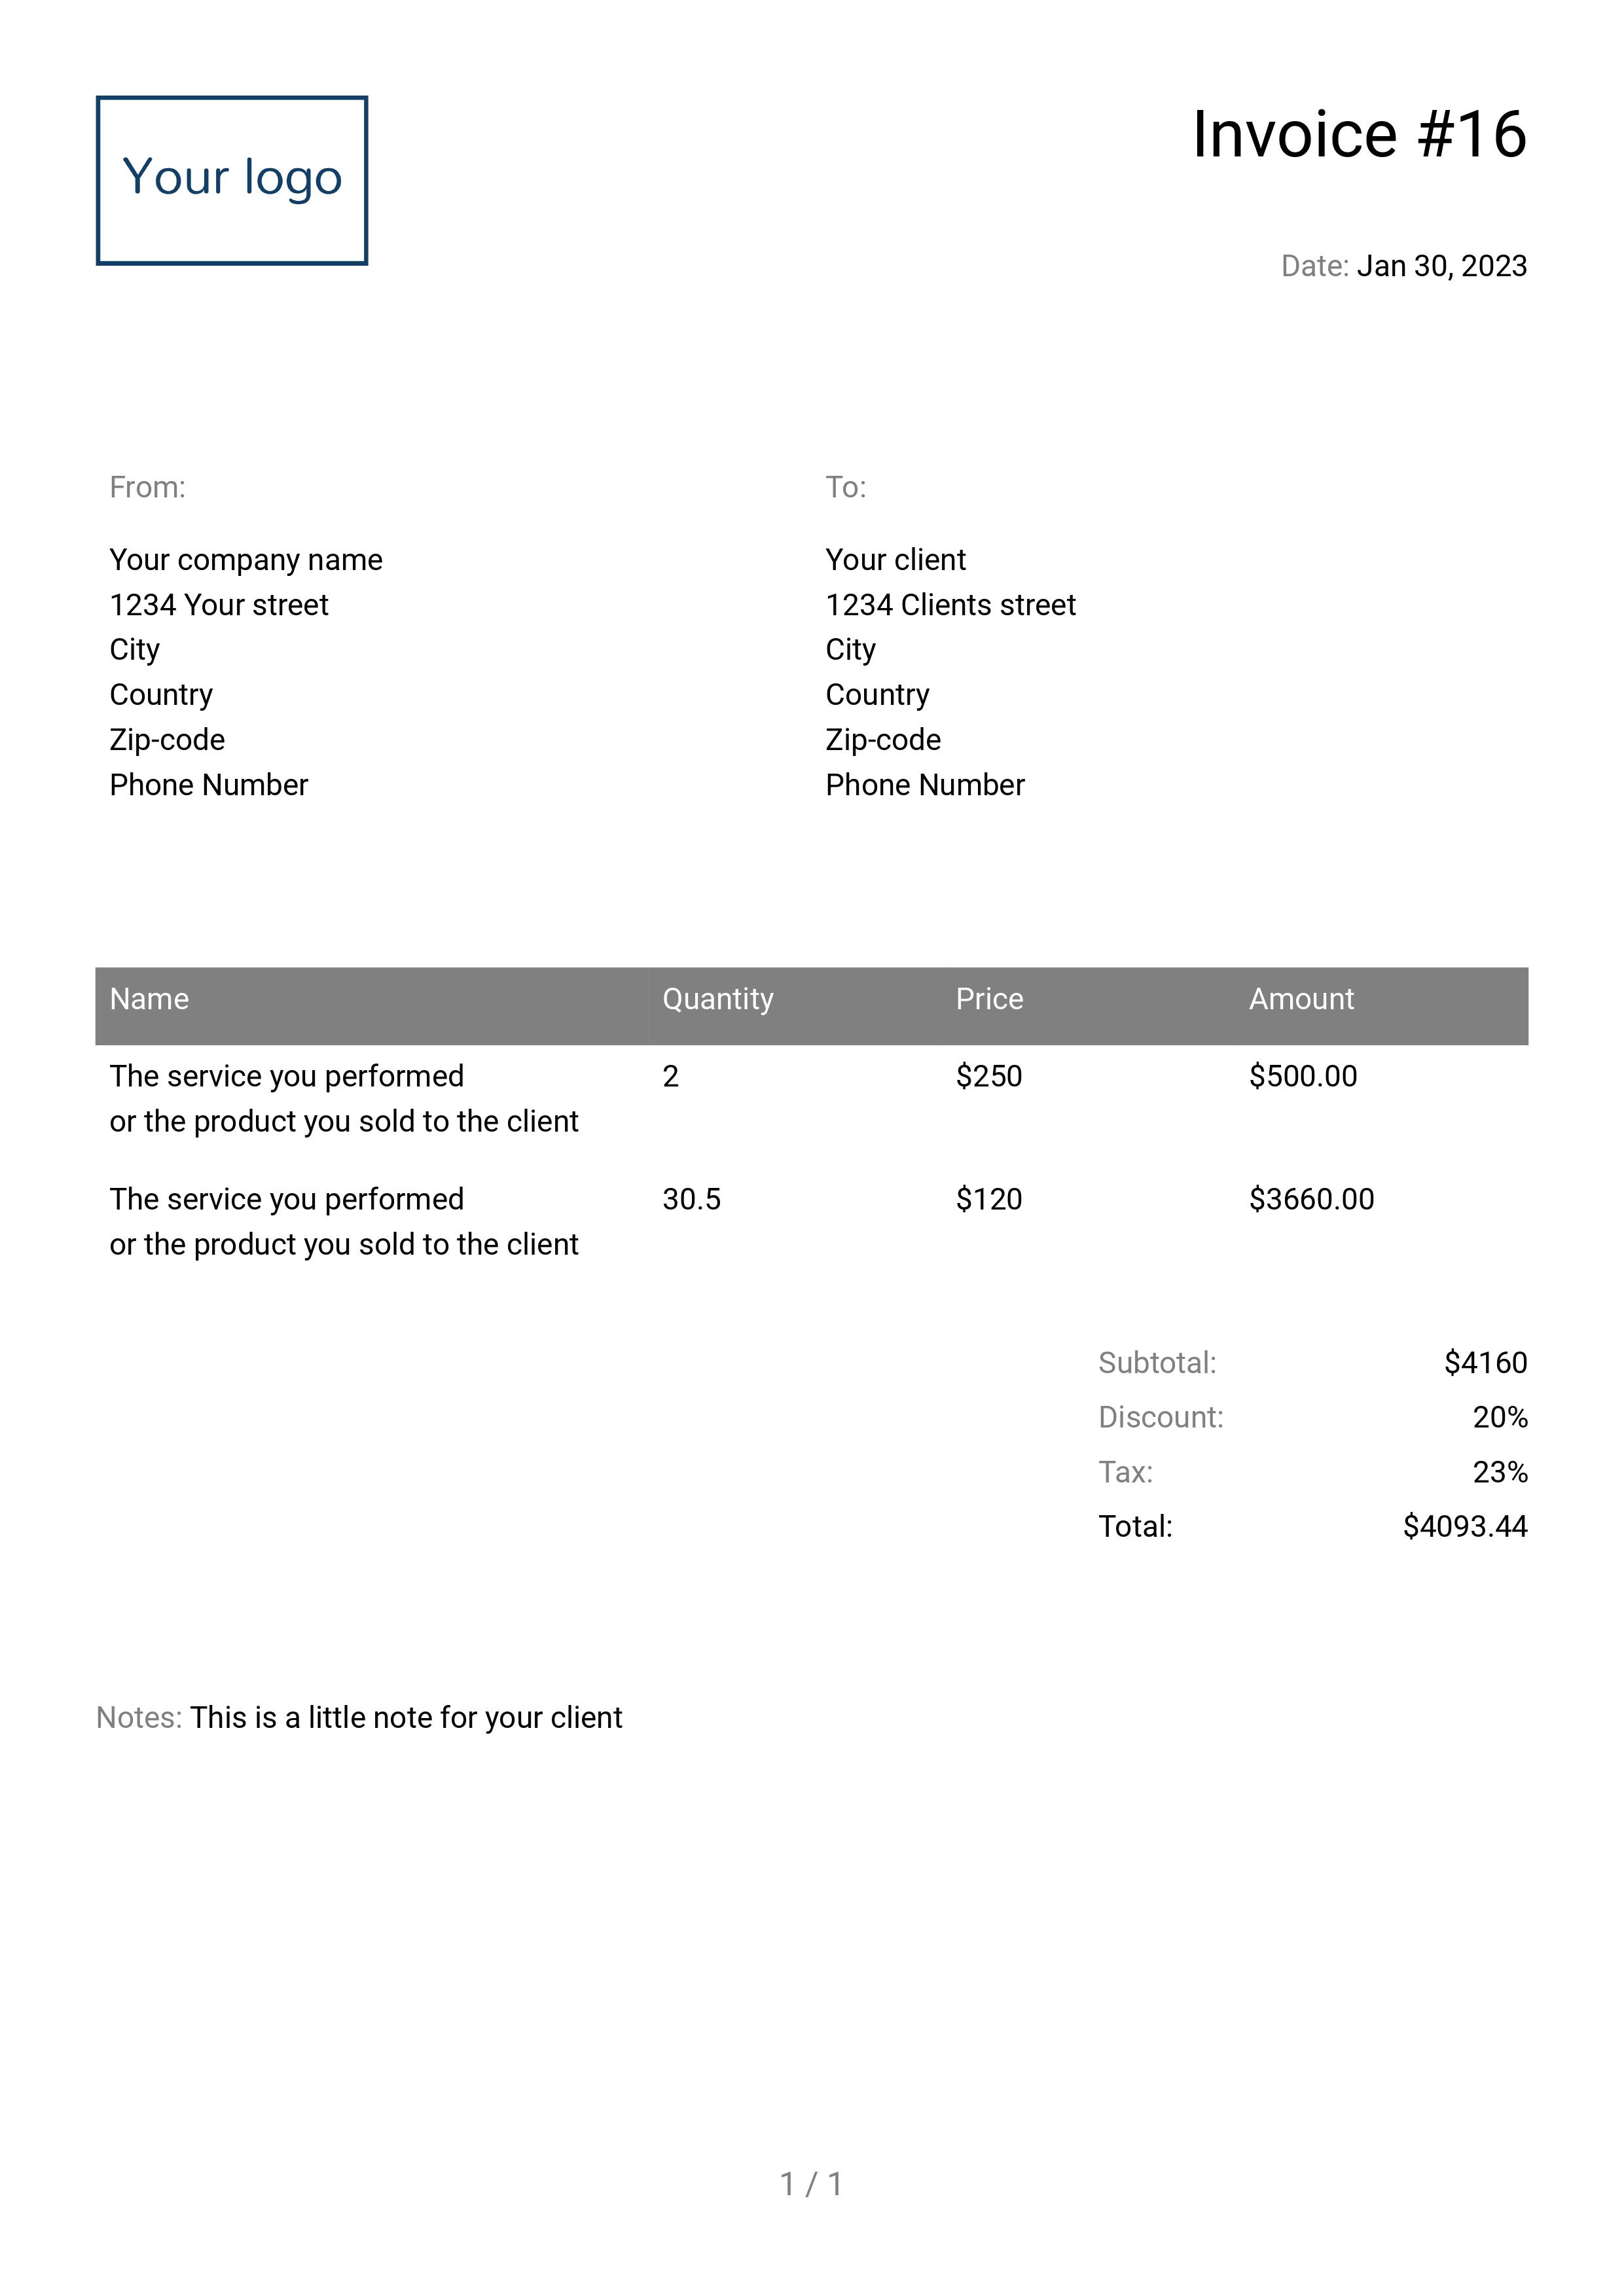 Your logo
Invoice #16
Date: Jan 30, 2023
From:
Your company name
1234 Your street
City
Country
Zip-code
Phone Number
To:
Your client
1234 Clients street
City
Country
Zip-code
Phone Number
Name Quantity Price Amount
The service you performed 2 $250 $500.00
or the product you sold to the client
The service you performed 30.5 $120 $3660.00
or the product you sold to the client
Subtotal: $4160
Discount: 20%
Tax: 23%
Total: $4093.44
Notes: This is a little note for your client
1 / 1